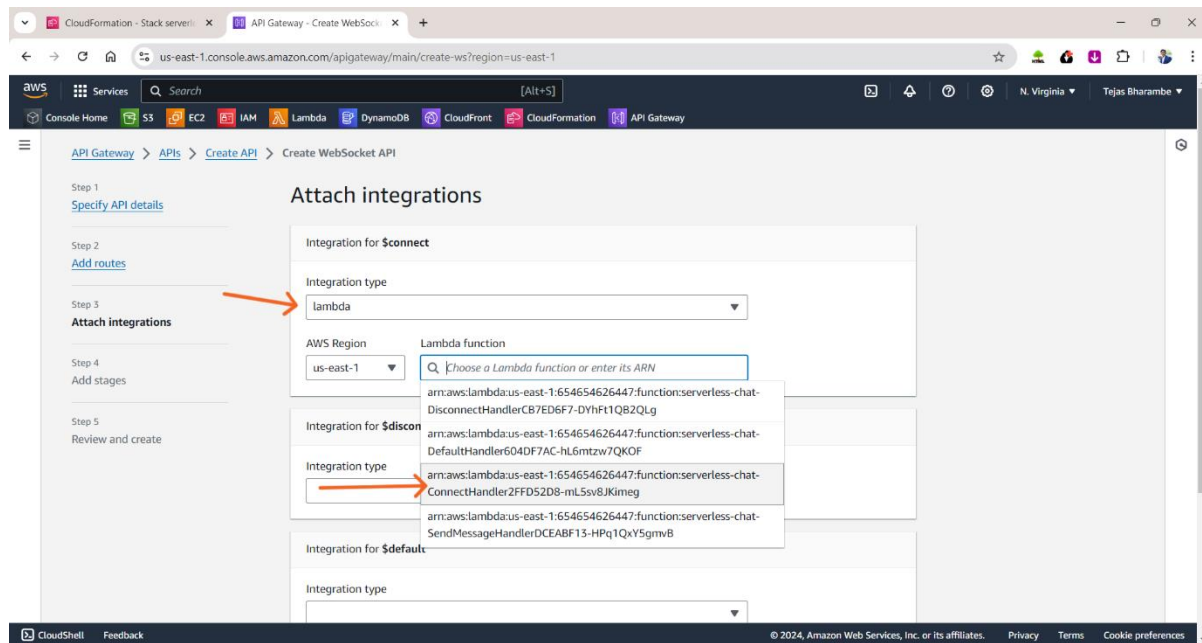 CloudFormation - Stack serverl
API Gateway - Create WebSock
us-east-1.console.aws.amazon.com/apigateway/main/create-ws?region=us-east-1
aws
Services
Search
[Alt+S]
N. Virginia
Tejas Bharambe
Console Home
S3
EC2
IAM
Lambda
DynamoDB
CloudFront
CloudFormation
API Gateway
API Gateway > APIs > Create API > Create WebSocket API
Step 1
Specify API details
Step 2
Add routes
Step 3
Attach integrations
Step 4
Add stages
Step 5
Review and create
Attach integrations
Integration for $connect
Integration type
lambda
AWS Region
Lambda function
us-east-1
Choose a Lambda function or enter its ARN
arn:aws:lambda:us-east-1:654654626447:function:serverless-chat-
DisconnectHandlerCB7ED6F7-DYhFt1QB2QLg
arn:aws:lambda:us-east-1:654654626447:function:serverless-chat-
DefaultHandler604DF7AC-hL6mtzw7QKOF
arn:aws:lambda:us-east-1:654654626447:function:serverless-chat-
ConnectHandler2FFD52D8-mL5sv8JKimeg
arn:aws:lambda:us-east-1:654654626447:function:serverless-chat-
SendMessageHandlerDCEABF13-HPq1QxY5gmvB
Integration for $discon
Integration type
Integration for $default
Integration type
CloudShell
Feedback
© 2024, Amazon Web Services, Inc. or its affiliates.
Privacy
Terms
Cookie preferences